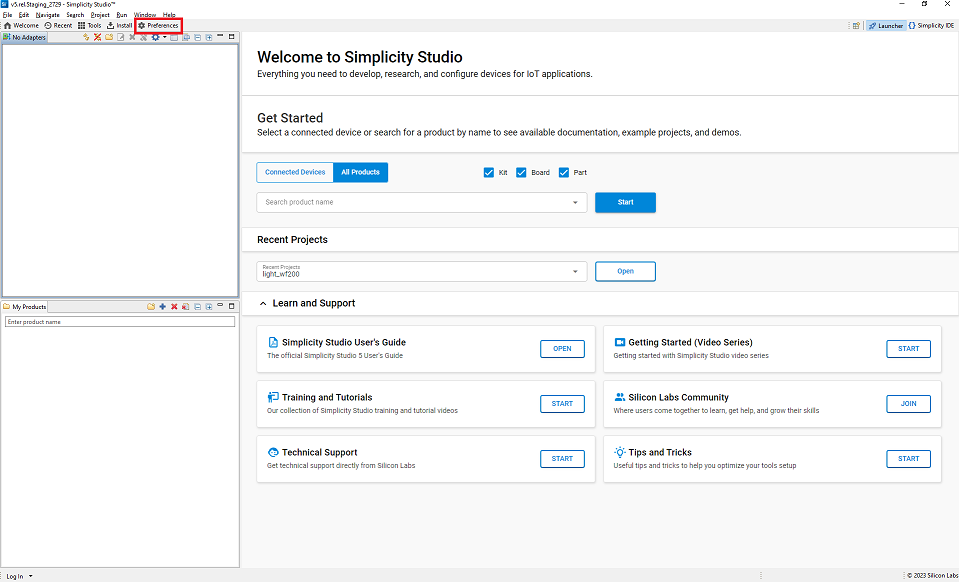 v5.rel.Staging_2729 - Simplicity Studio™
File Edit Navigate Search Project Run Window Help
Welcome Recent Tools Install Preferences Launcher Simplicity IDE
No Adapters
Welcome to Simplicity Studio
Everything you need to develop, research, and configure devices for IoT applications.
Get Started
Select a connected device or search for a product by name to see available documentation, example projects, and demos.
Connected Devices All Products Kit Board Part
Search product name Start
Recent Projects
Recent Projects
light_wf200 Open
My Products
Enter product name
Learn and Support
Simplicity Studio User's Guide
The official Simplicity Studio 5 User's Guide
OPEN
Getting Started (Video Series)
Getting started with Simplicity Studio video series
START
Training and Tutorials
Our collection of Simplicity Studio training and tutorial videos
START
Silicon Labs Community
Where users come together to learn, get help, and grow their skills
JOIN
Technical Support
Get technical support directly from Silicon Labs
START
Tips and Tricks
Useful tips and tricks to help you optimize your tools setup
START
Log In © 2023 Silicon Labs